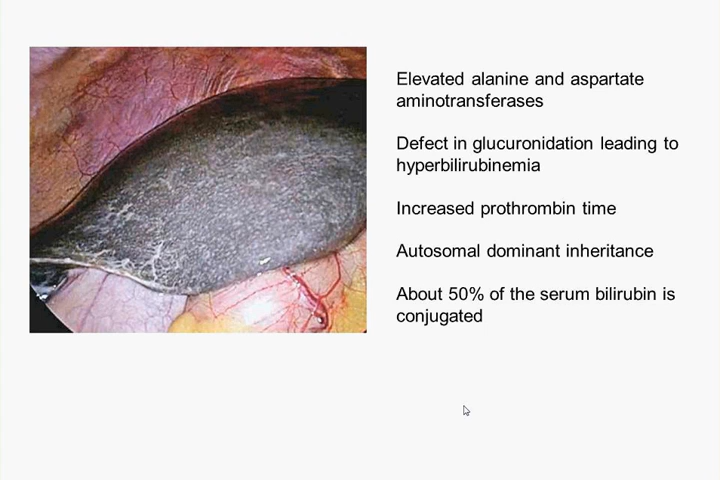 Elevated alanine and aspartate
aminotransferases
Defect in glucuronidation leading to
hyperbilirubinemia
Increased prothrombin time
Autosomal dominant inheritance
About 50% of the serum bilirubin is
conjugated